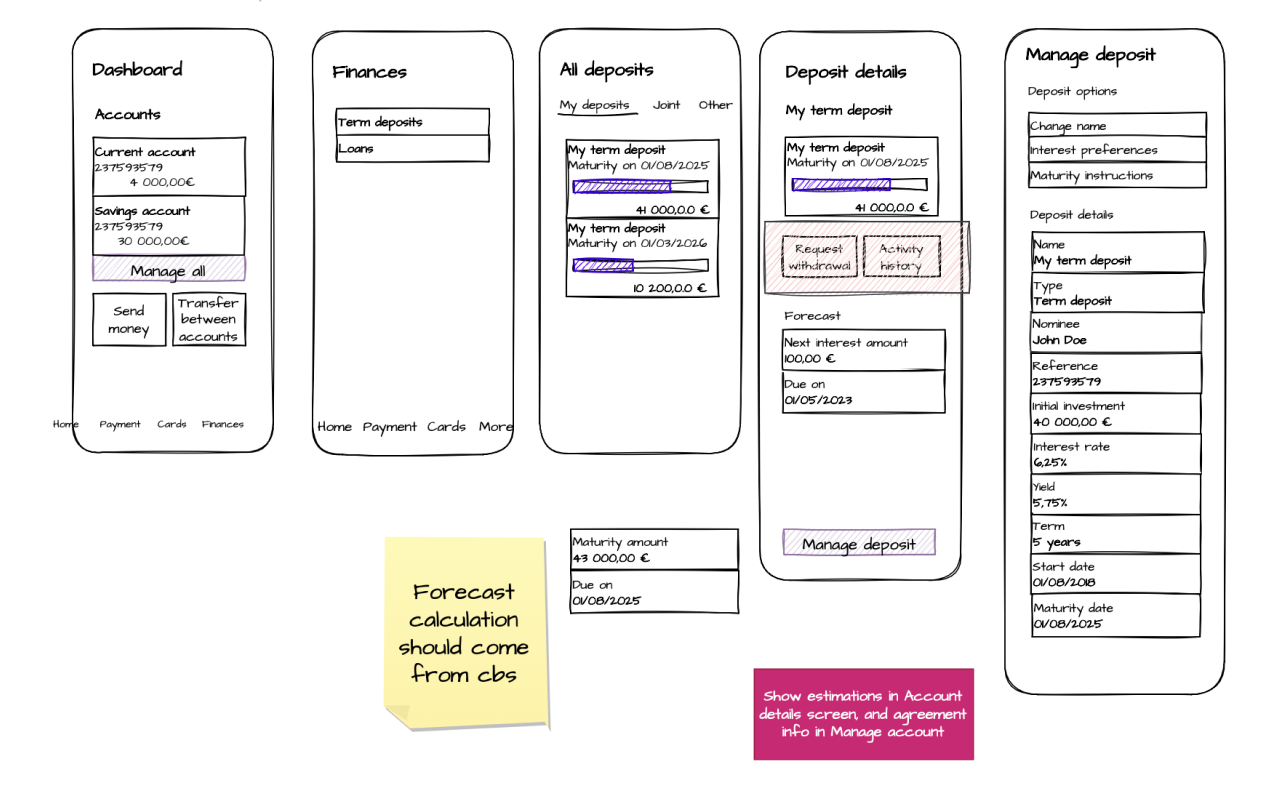 Dashboard
Accounts
Current account
237593579
4 000,00€
Savings account
237593579
30 000,00€
Manage all
Send
money
Transfer
between
accounts
Home Payment Cards Finances
Finances
Term deposits
Loans
Home Payment Cards More
All deposits
My deposits Joint Other
My term deposit
Maturity on 01/08/2025
41 000,0.0 €
My term deposit
Maturity on 01/03/2026
10 200,0.0 €
Deposit details
My term deposit
My term deposit
Maturity on 01/08/2025
41 000,0.0 €
Request
withdrawal
Activity
history
Forecast
Next interest amount
100,00 €
Due on
01/05/2023
Manage deposit
Manage deposit
Deposit options
Change name
Interest preferences
Maturity instructions
Deposit details
Name
My term deposit
Type
Term deposit
Nominee
John Doe
Reference
237593579
Initial investment
40 000,00 €
Interest rate
6,25%
Yield
5,75%
Term
5 years
Start date
01/08/2018
Maturity date
01/08/2025
Forecast
calculation
should come
from cbs
Maturity amount
43 000,00 €
Due on
01/08/2025
Show estimations in Account
details screen, and agreement
info in Manage account